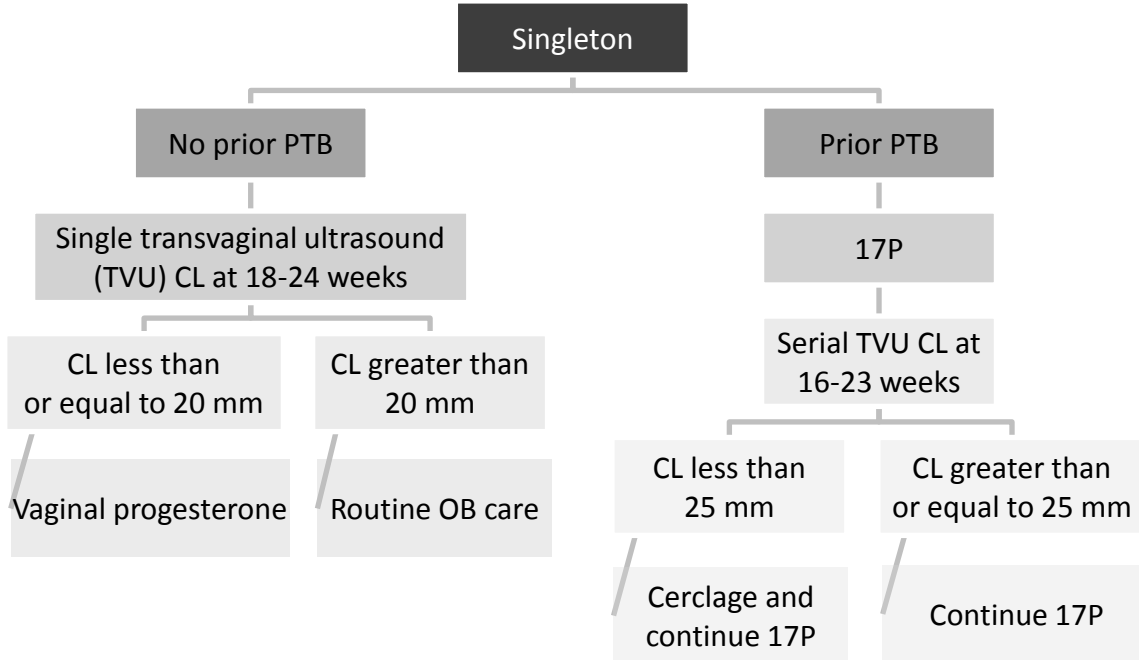 Singleton
No prior PTB
Prior PTB
Single transvaginal ultrasound
(TVU) CL at 18-24 weeks
17P
CL less than
or equal to 20 mm
CL greater than
20 mm
Serial TVU CL at
16-23 weeks
Vaginal progesterone
Routine OB care
CL less than
25 mm
CL greater than
or equal to 25 mm
Cerclage and
continue 17P
Continue 17P